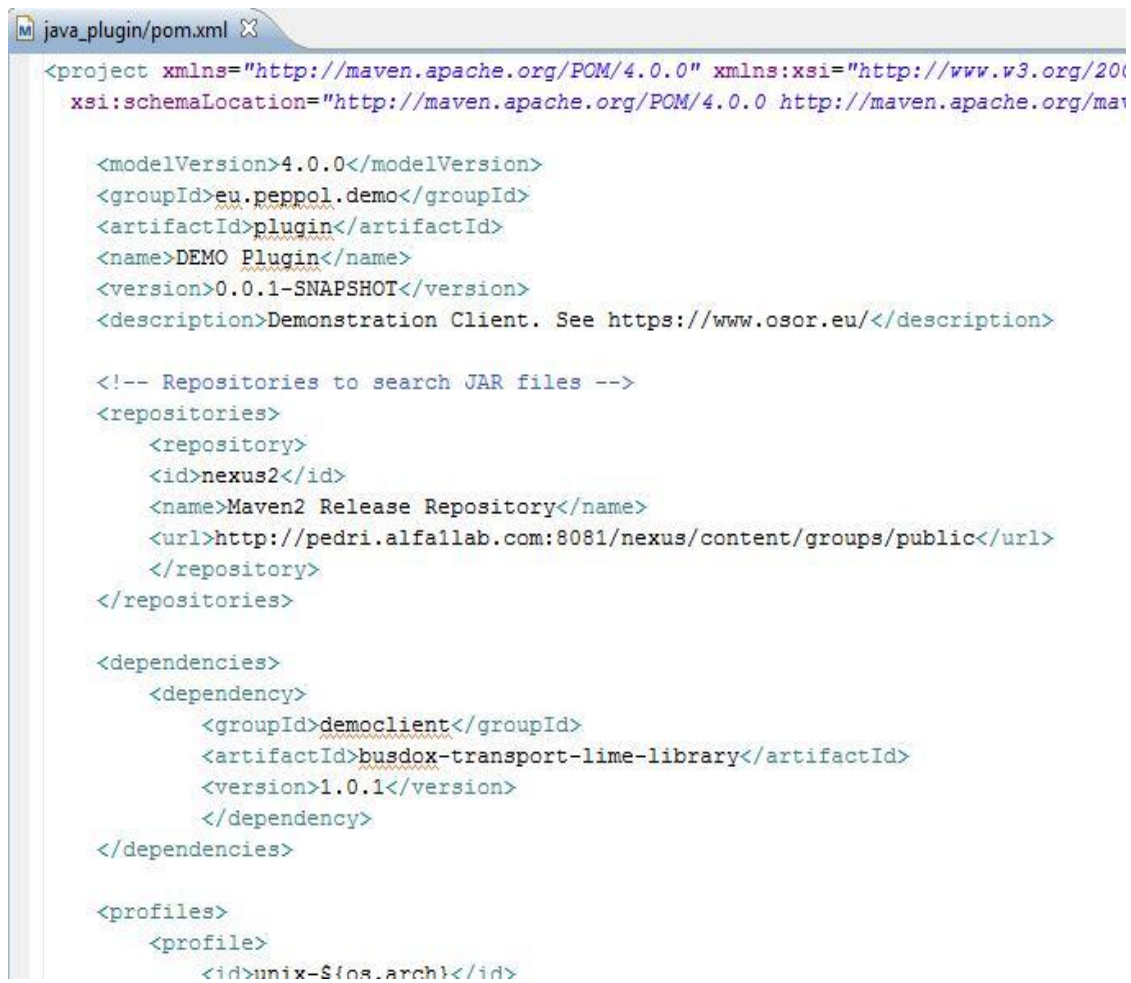 java_plugin/pom.xml
<project xmlns="http://maven.apache.org/POM/4.0.0" xmlns:xsi="http://www.w3.org/200
xsi:schemaLocation="http://maven.apache.org/POM/4.0.0 http://maven.apache.org/mav
<modelVersion>4.0.0</modelVersion>
<groupId>eu.peppol.demo</groupId>
<artifactId>plugin</artifactId>
<name>DEMO Plugin</name>
<version>0.0.1-SNAPSHOT</version>
<description>Demonstration Client. See https://www.osor.eu/</description>
<!-- Repositories to search JAR files -->
<repositories>
<repository>
<id>nexus2</id>
<name>Maven2 Release Repository</name>
<url>http://pedri.alfa1lab.com:8081/nexus/content/groups/public</url>
</repository>
</repositories>
<dependencies>
<dependency>
<groupId>democlient</groupId>
<artifactId>busdox-transport-lime-library</artifactId>
<version>1.0.1</version>
</dependency>
</dependencies>
<profiles>
<profile>
<id>unix-${os.arch}</id>